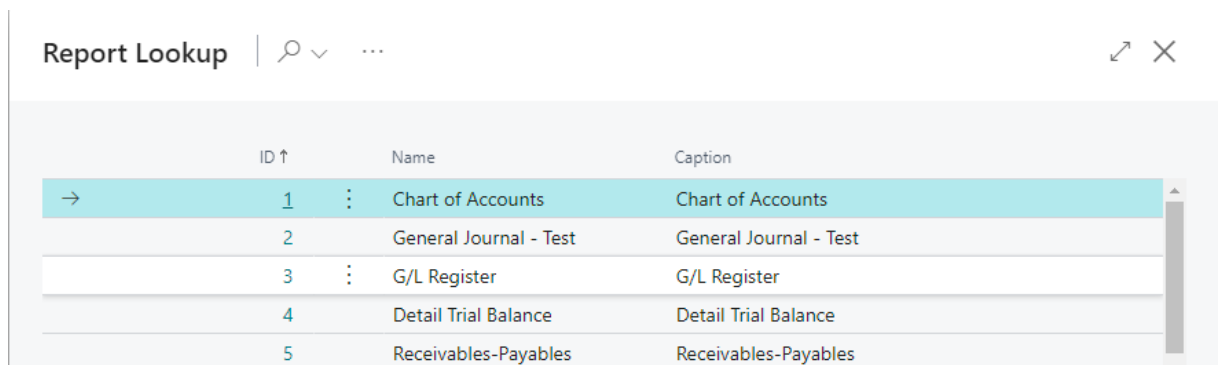 Report Lookup
ID Name Caption
1 Chart of Accounts Chart of Accounts
2 General Journal - Test General Journal - Test
3 G/L Register G/L Register
4 Detail Trial Balance Detail Trial Balance
5 Receivables-Payables Receivables-Payables